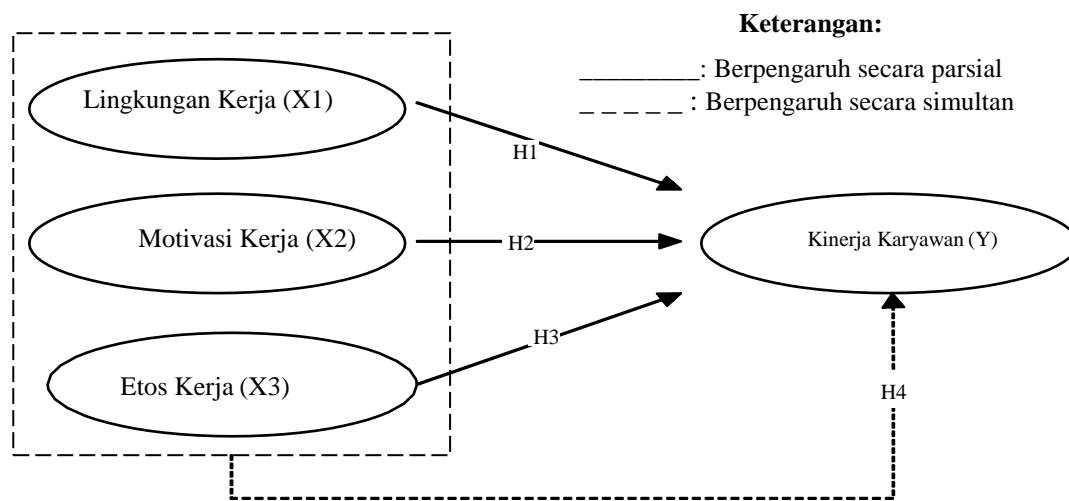 Keterangan:
__________: Berpengaruh secara parsial
_ _ _ _ _ : Berpengaruh secara simultan
Lingkungan Kerja (X1)
H1
Motivasi Kerja (X2)
H2
Kinerja Karyawan (Y)
H3
Etos Kerja (X3)
H4